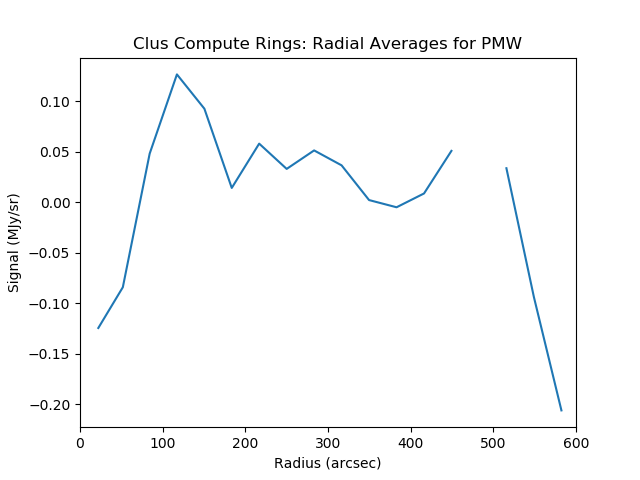 Clus Compute Rings: Radial Averages for PMW
Signal (MJy/sr)
0.10
0.05
0.00
−0.05
−0.10
−0.15
−0.20
0 100 200 300 400 500 600
Radius (arcsec)